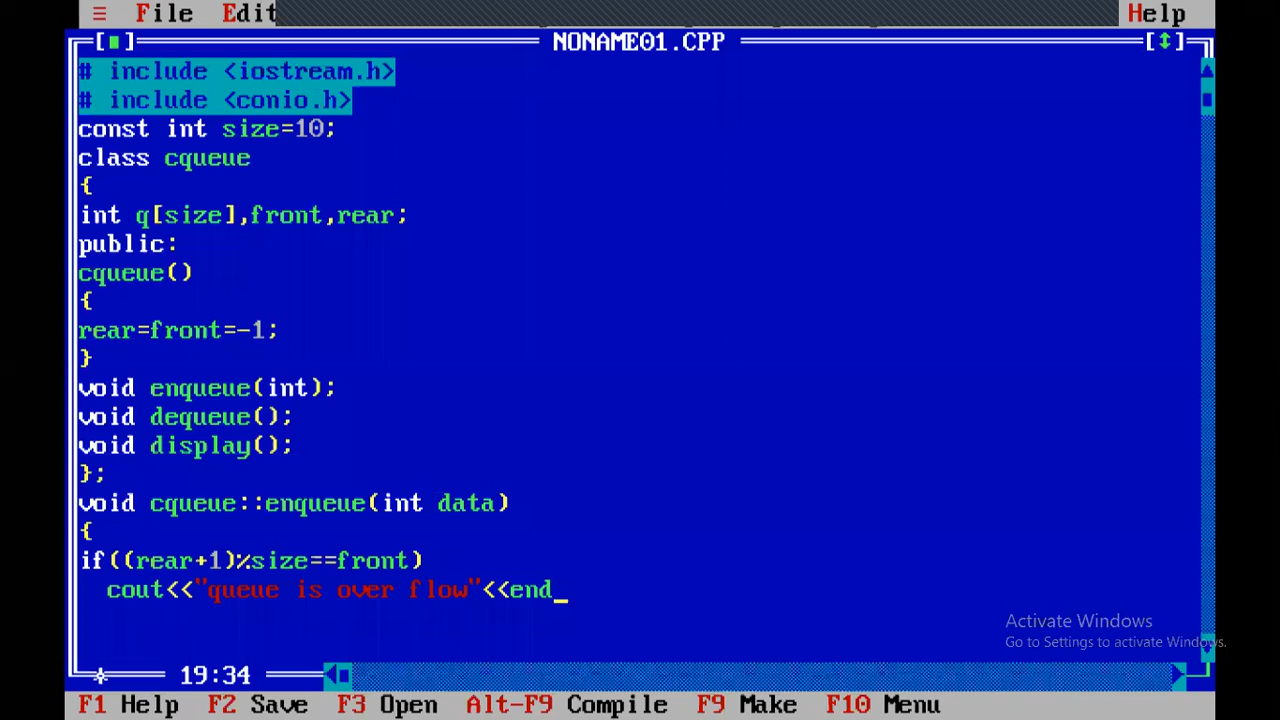 ≡ File Edit Help
[■] NONAME01.CPP [↕]
# include <iostream.h>
# include <conio.h>
const int size=10;
class cqueue
{
int q[size],front,rear;
public:
cqueue()
{
rear=front=-1;
}
void enqueue(int);
void dequeue();
void display();
};
void cqueue::enqueue(int data)
{
if((rear+1)%size==front)
cout<<"queue is over flow"<<end_
Activate Windows
Go to Settings to activate Windows.
19:34
F1 Help F2 Save F3 Open Alt-F9 Compile F9 Make F10 Menu